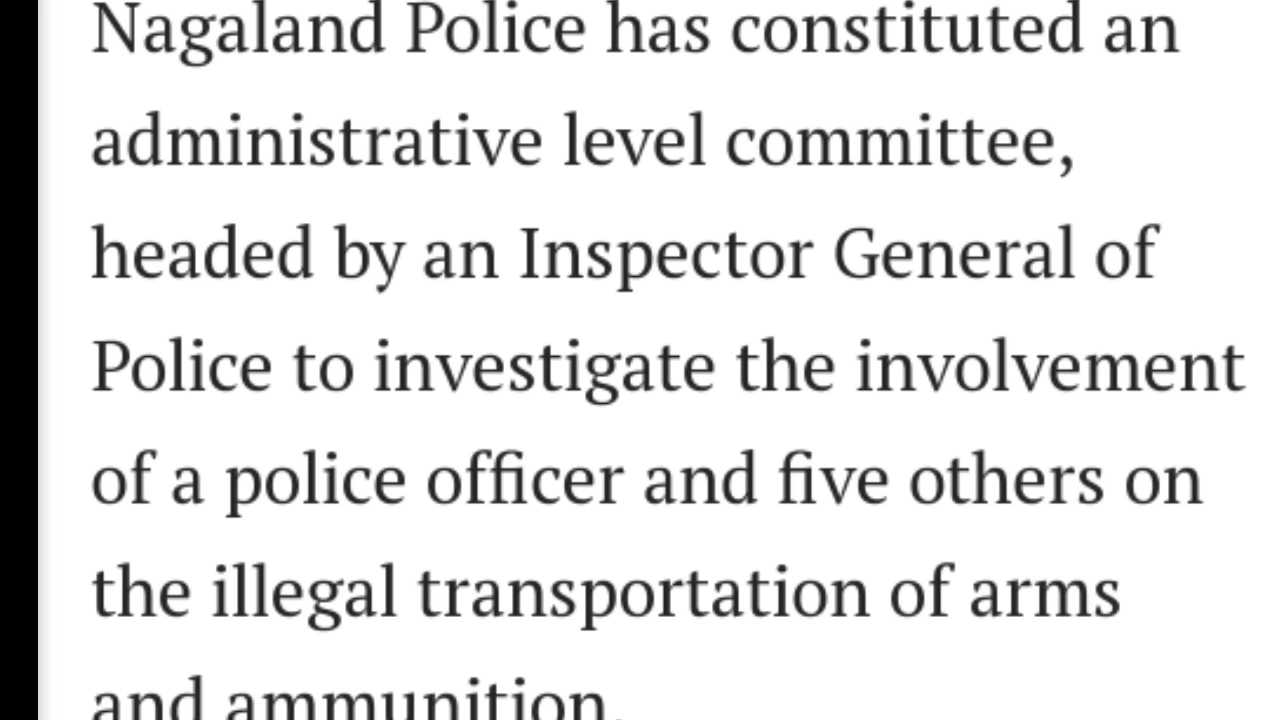 Nagaland Police has constituted an
administrative level committee,
headed by an Inspector General of
Police to investigate the involvement
of a police officer and five others on
the illegal transportation of arms
and ammunition.